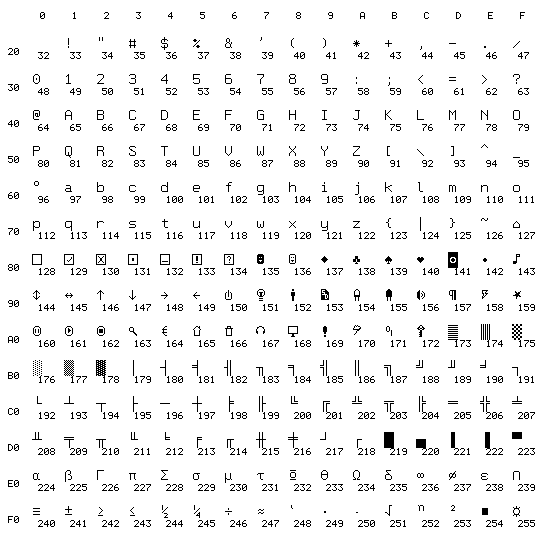 0 1 2 3 4 5 6 7 8 9 A B C D E F
20 ! " # $ % & ' ( ) * + , - . /
32 33 34 35 36 37 38 39 40 41 42 43 44 45 46 47
30 0 1 2 3 4 5 6 7 8 9 : ; < = > ?
48 49 50 51 52 53 54 55 56 57 58 59 60 61 62 63
40 @ A B C D E F G H I J K L M N O
64 65 66 67 68 69 70 71 72 73 74 75 76 77 78 79
50 P Q R S T U V W X Y Z [ \ ] ^ _
80 81 82 83 84 85 86 87 88 89 90 91 92 93 94 95
60 ° a b c d e f g h i j k l m n o
96 97 98 99 100 101 102 103 104 105 106 107 108 109 110 111
70 p q r s t u v w x y z { | } ~ ⌂
112 113 114 115 116 117 118 119 120 121 122 123 124 125 126 127
80 □ ☑ ☒ ⚀ ♦ ♣ ♠ ♥ ◘ • ♪
128 129 130 131 132 133 134 135 136 137 138 139 140 141 142 143
90 ↕ ↔ ↑ ↓ → ← ¶
144 145 146 147 148 149 150 151 152 153 154 155 156 157 158 159
A0 €
160 161 162 163 164 165 166 167 168 169 170 171 172 173 174 175
B0 ░ ▒ ▓ │ ┤ ╡ ╢ ╖ ╕ ╣ ║ ╗ ╝ ╜ ╛ ┐
176 177 178 179 180 181 182 183 184 185 186 187 188 189 190 191
C0 └ ┴ ┬ ├ ─ ┼ ╞ ╟ ╚ ╔ ╩ ╦ ╠ ═ ╬ ╧
192 193 194 195 196 197 198 199 200 201 202 203 204 205 206 207
D0 ╨ ╤ ╥ ╙ ╘ ╒ ╓ ╫ ╪ ┘ ┌ █ ▄ ▌ ▐ ▀
208 209 210 211 212 213 214 215 216 217 218 219 220 221 222 223
E0 α β Γ π Σ σ μ τ Φ θ Ω δ ∞ ø ε ∩
224 225 226 227 228 229 230 231 232 233 234 235 236 237 238 239
F0 ≡ ± ≥ ≤ ½ ¼ ÷ ≈ · √ ⁿ ² ■ ¤
240 241 242 243 244 245 246 247 248 249 250 251 252 253 254 255